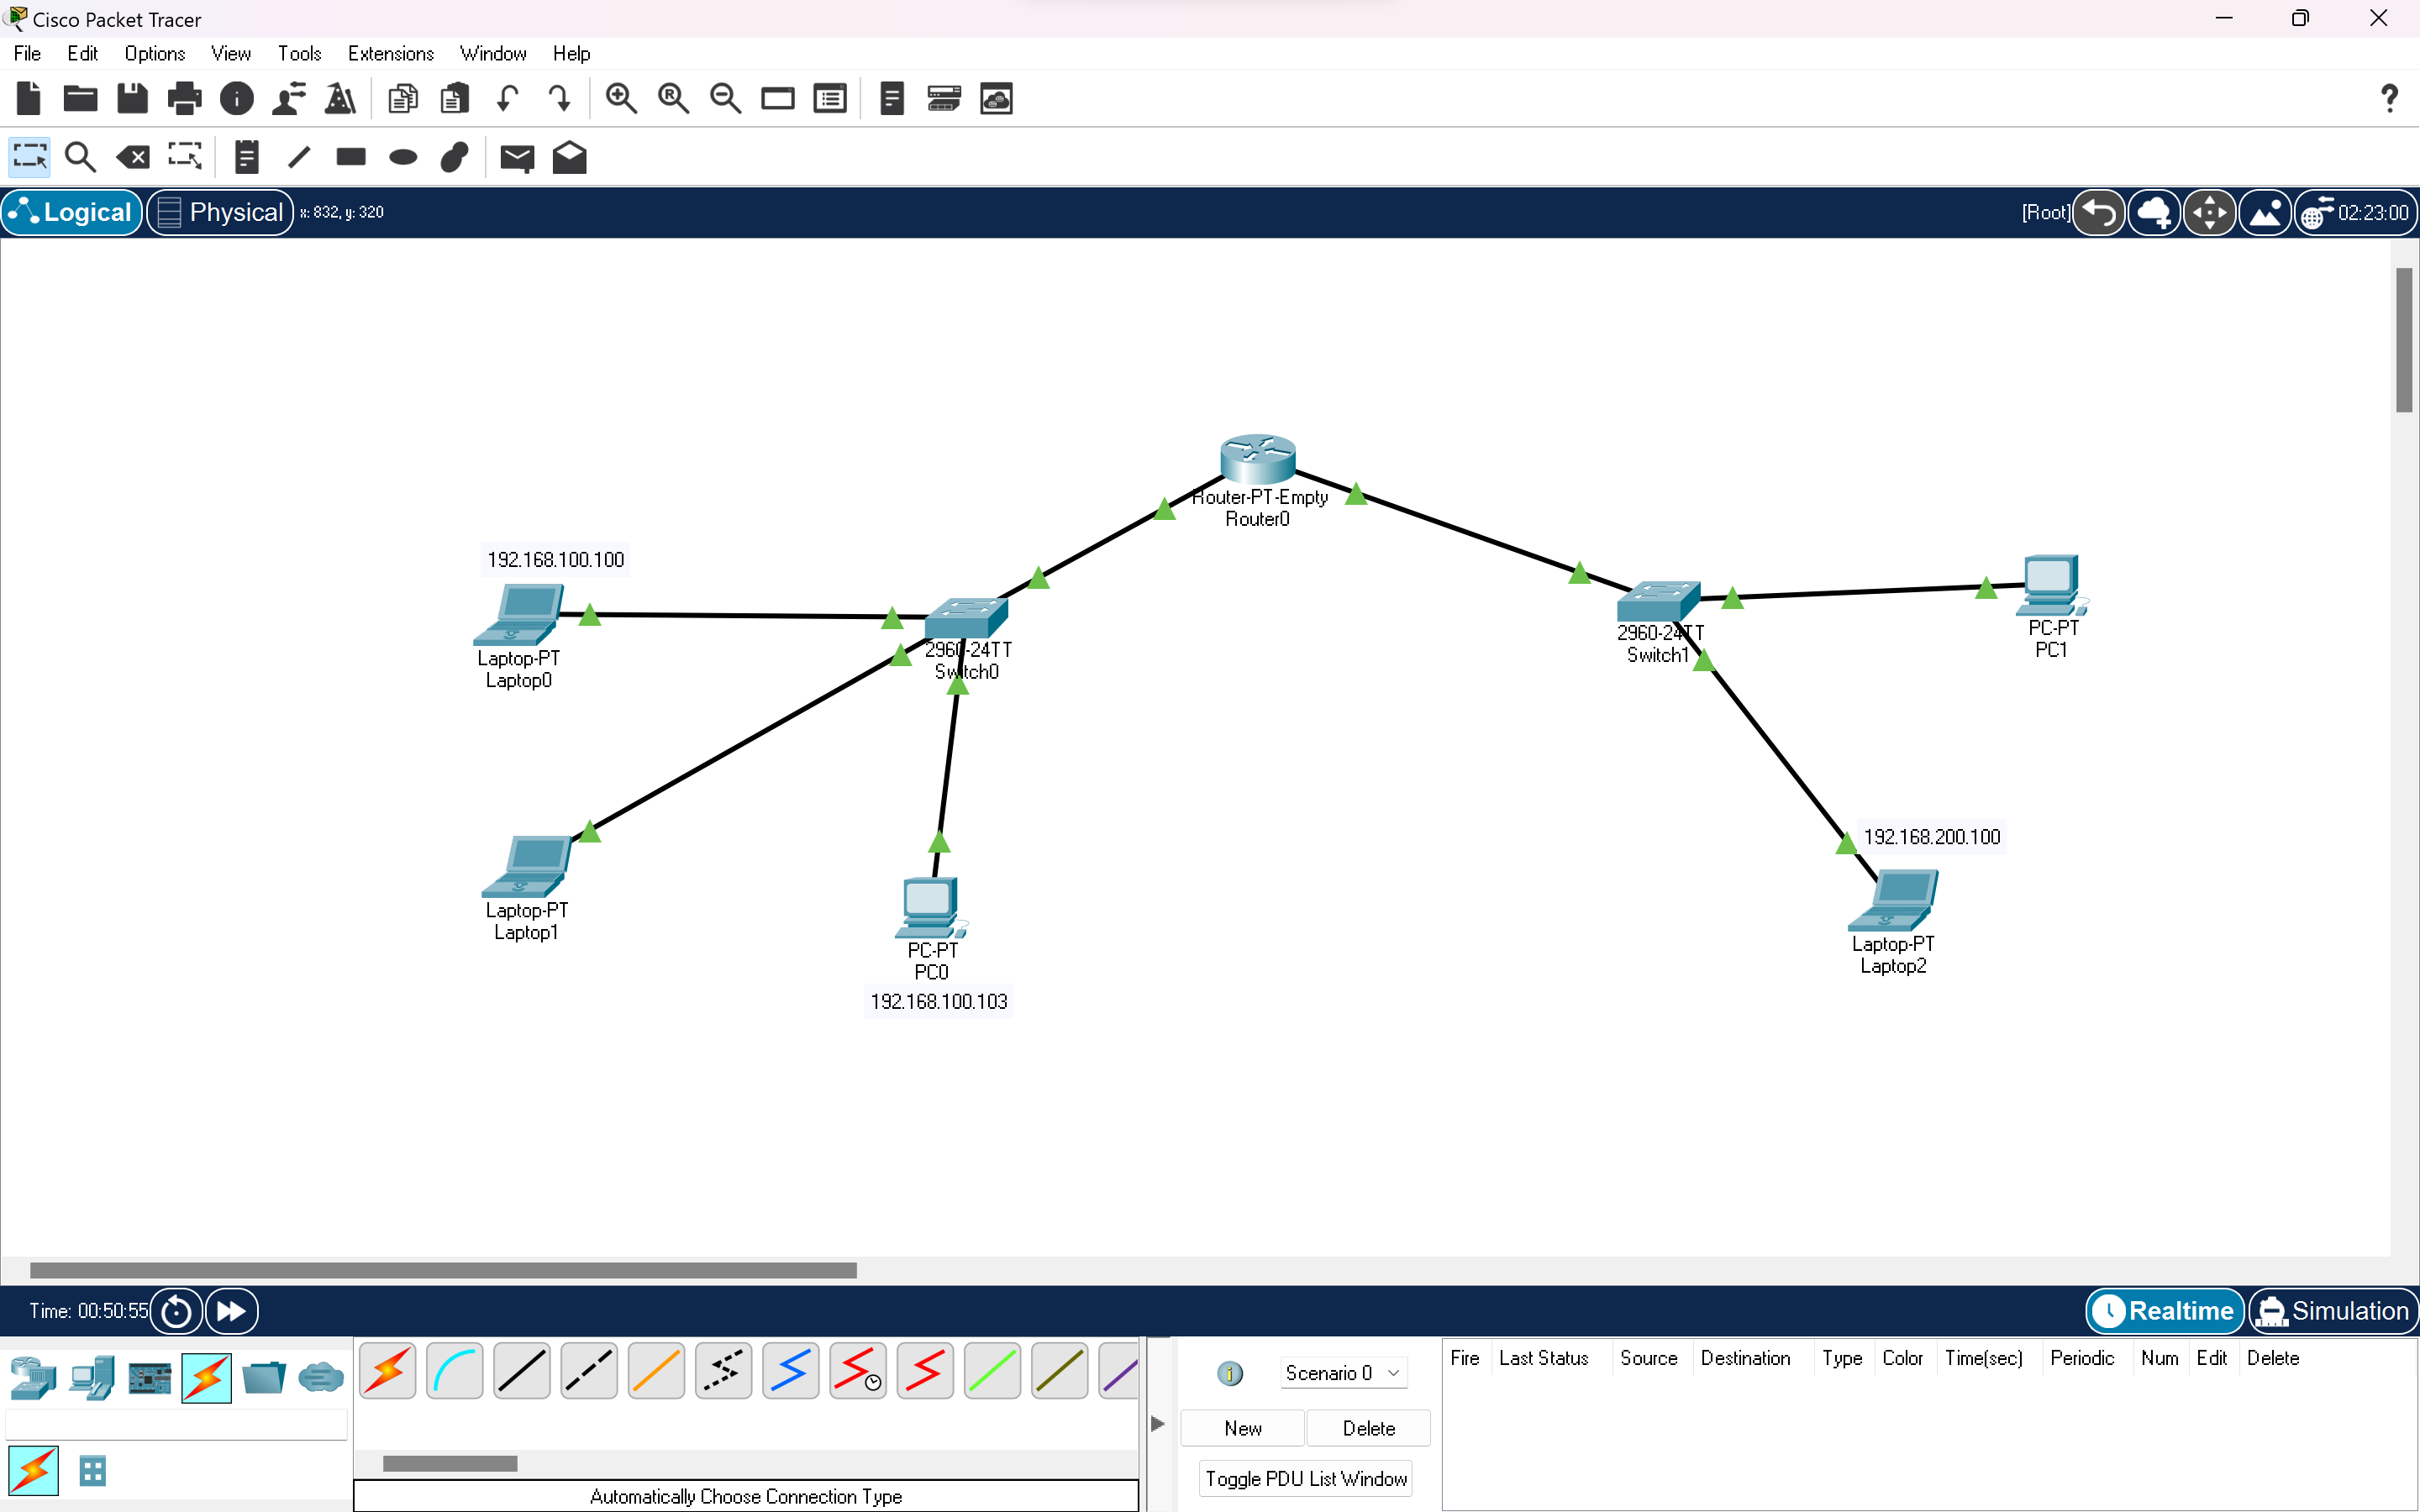 Cisco Packet Tracer
File Edit Options View Tools Extensions Window Help
Logical Physical x: 832, y: 320 [Root] 02:23:00
Router-PT-Empty
Router0
192.168.100.100
Laptop-PT
Laptop0
2960-24TT
Switch0
2960-24TT
Switch1
PC-PT
PC1
192.168.200.100
Laptop-PT
Laptop1
PC-PT
PC0
192.168.100.103
Laptop-PT
Laptop2
Time: 00:50:55 Realtime Simulation
Scenario 0
New Delete
Toggle PDU List Window
Fire Last Status Source Destination Type Color Time(sec) Periodic Num Edit Delete
Automatically Choose Connection Type